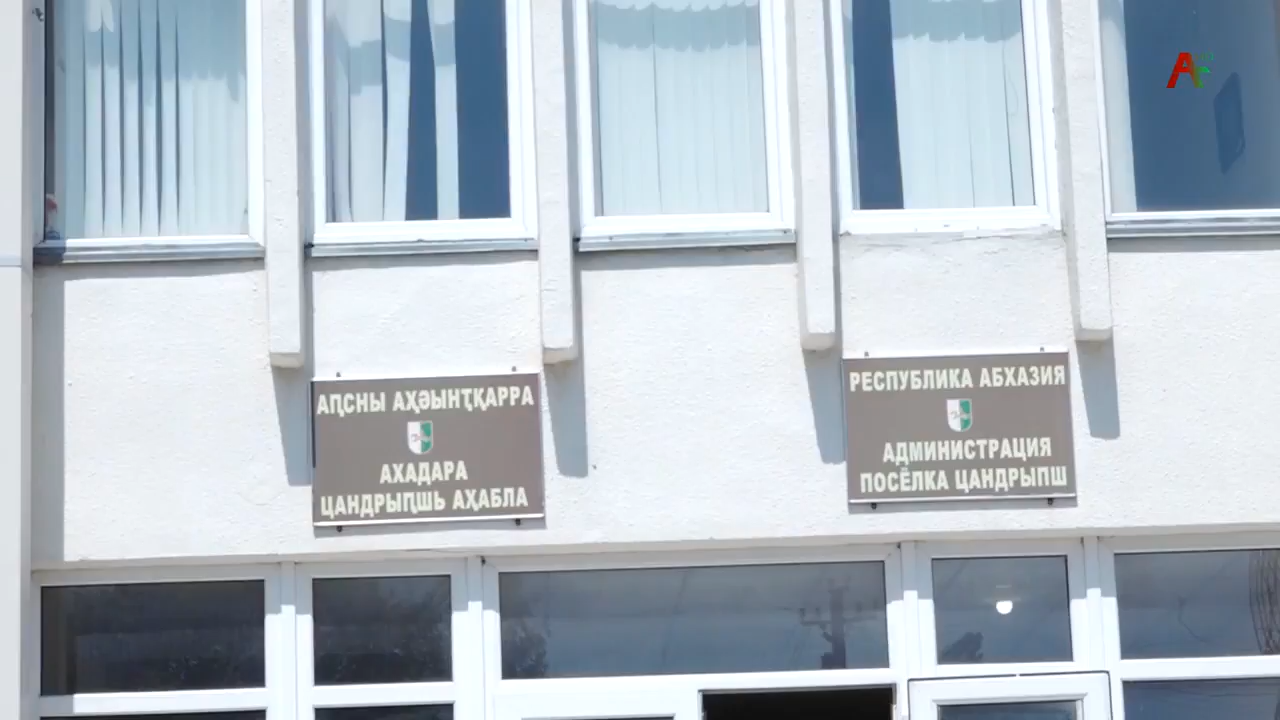 АԤСНЫ АҲӘЫНҬҚАРРА
АХАДАРА
ЦАНДРЫԤШЬ АҲАБЛА
РЕСПУБЛИКА АБХАЗИЯ
АДМИНИСТРАЦИЯ
ПОСЁЛКА ЦАНДРЫПШ